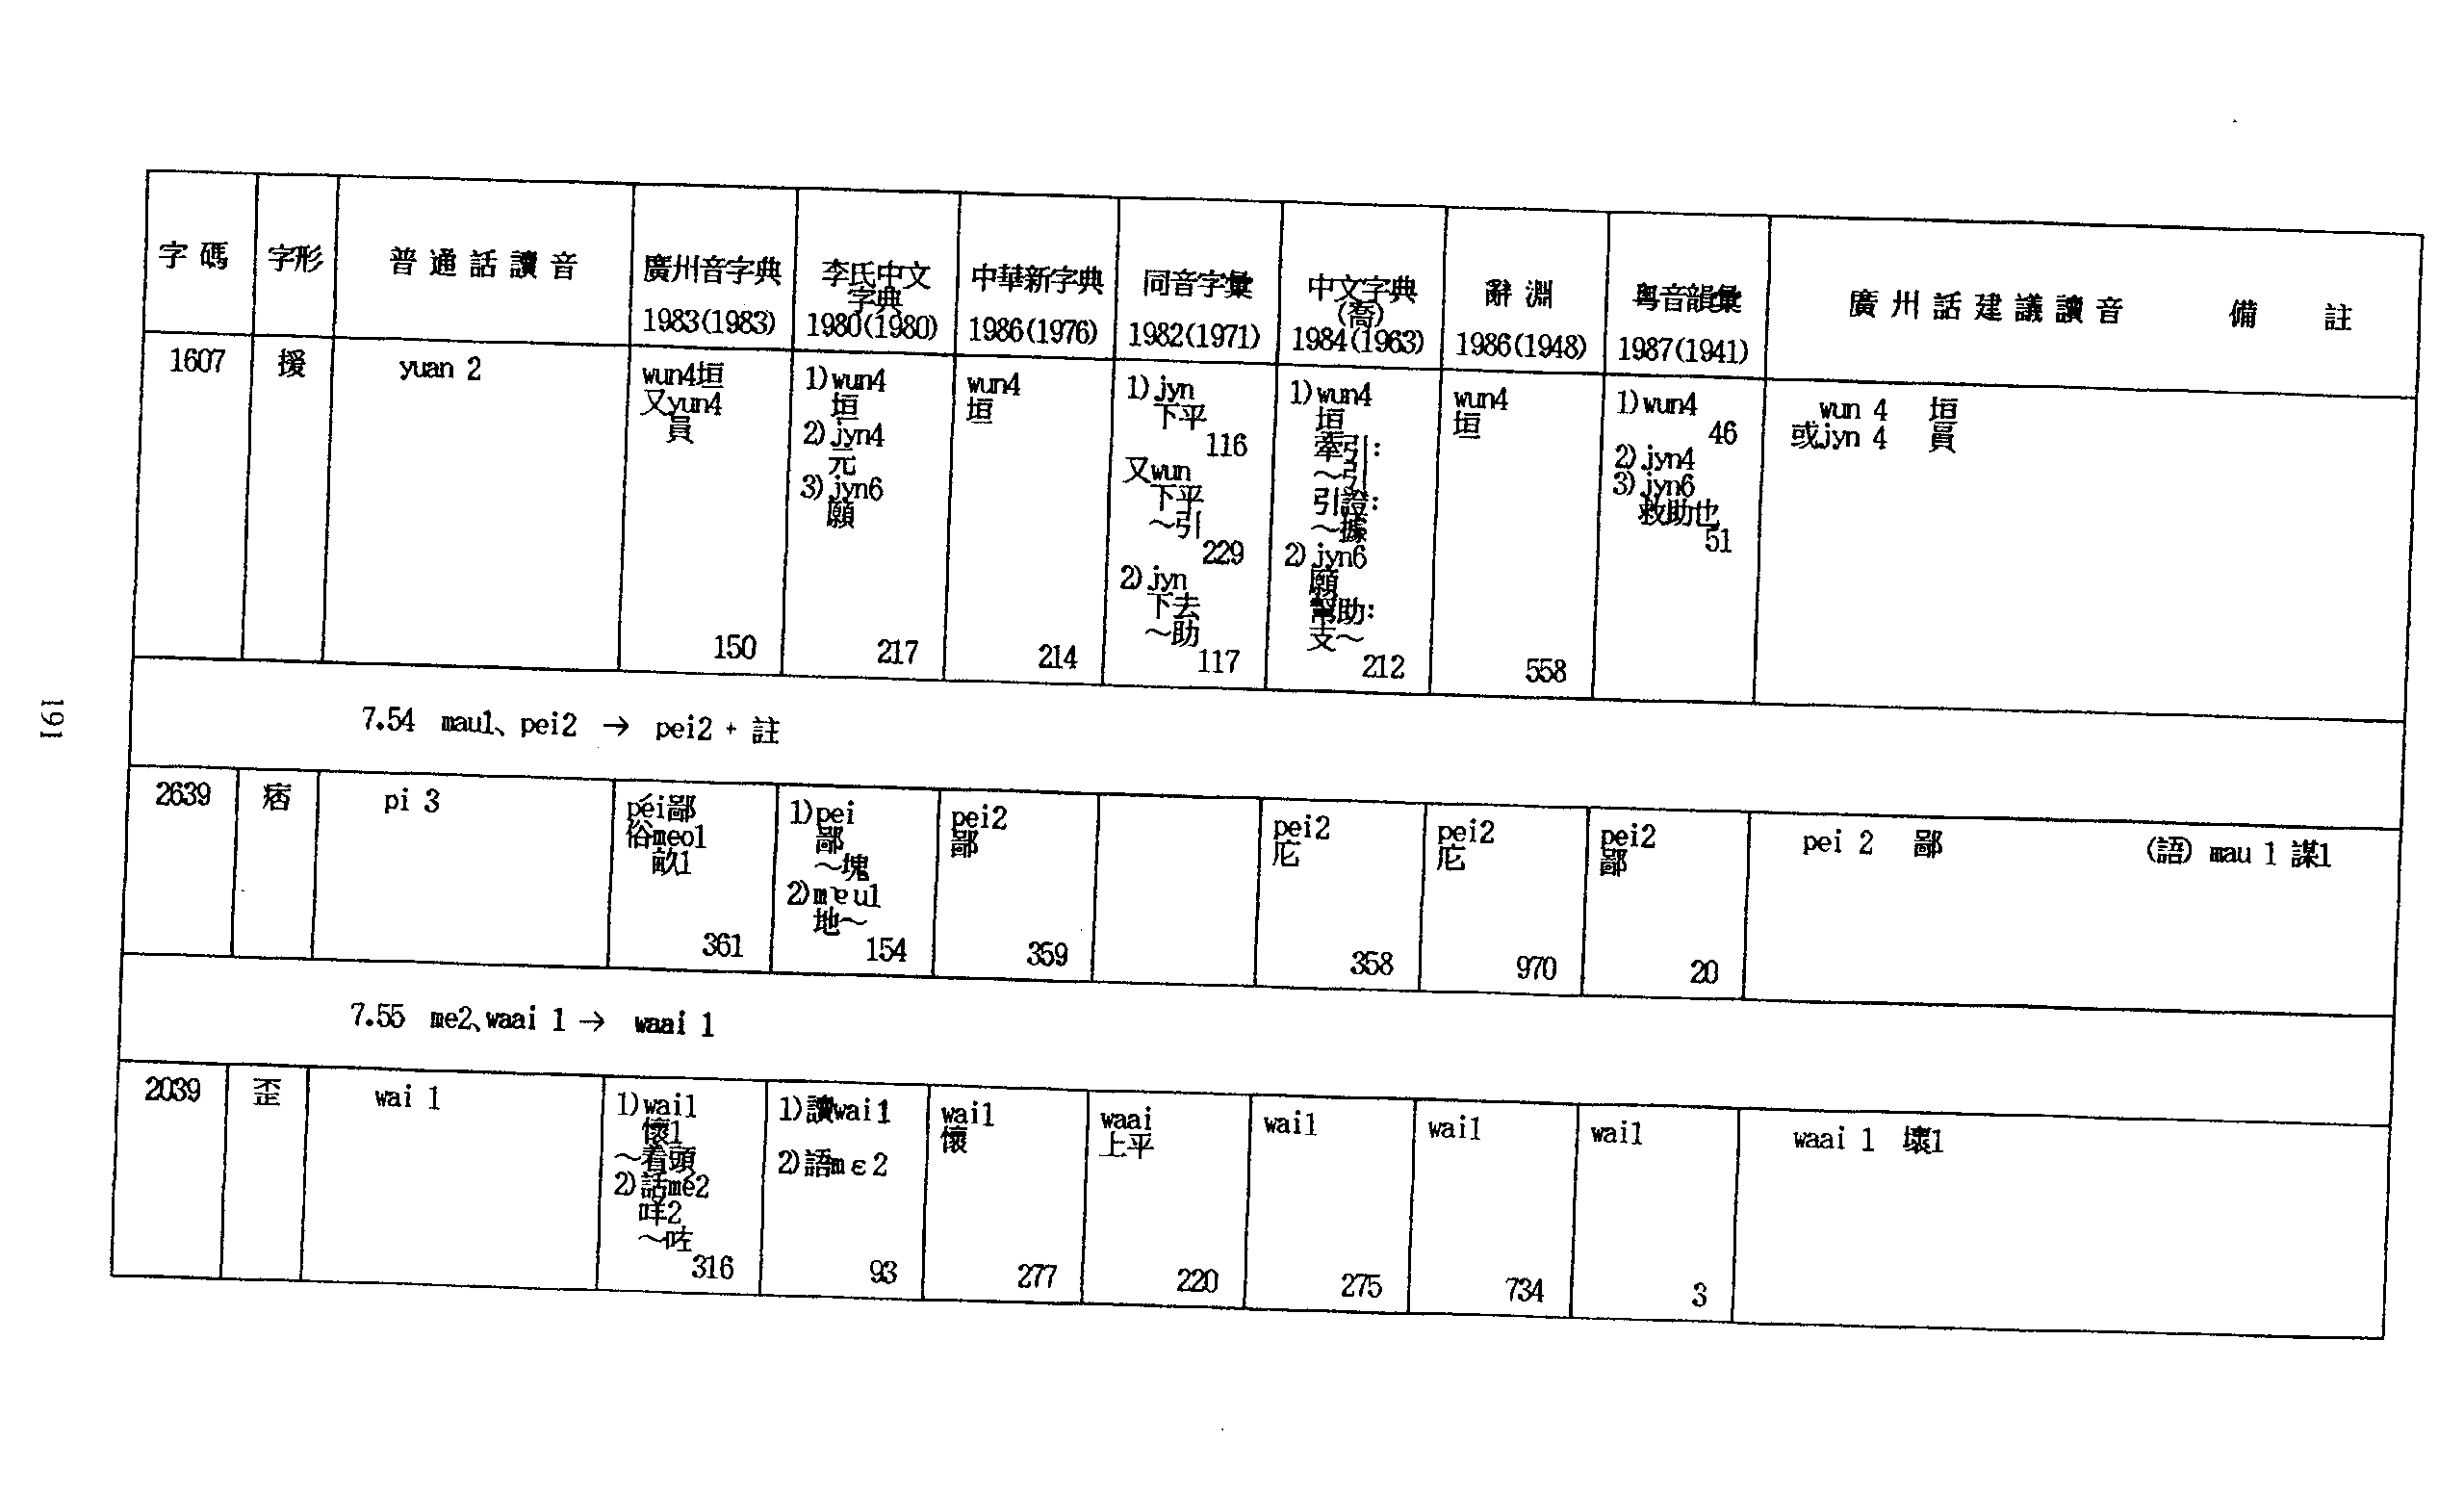 字碼 字形 普通話讀音 廣州音字典 1983(1983) 李氏中文字典 1980(1980) 中華新字典 1986(1976) 同音字彙 1982(1971) 中文字典(喬) 1984(1963) 辭淵 1986(1948) 粵音韻彙 1987(1941) 廣州話建議讀音 備註
1607 援 yuan 2
wun4垣
又yun4
員
150
1)wun4
垣
2)jyn4
元
3)jyn6
願
217
wun4
垣
214
1)jyn
下平
116
又wun
下平
～引
229
2)jyn
下去
～助
117
1)wun4
垣
牽引:
～引
引證:
～據
2)jyn6
願
幫助:
支～
212
wun4
垣
558
1)wun4
46
2)jyn4
3)jyn6
救助也
51
wun 4 垣
或jyn 4 員
7.54 mau1、pei2 → pei2 + 註
2639 痞 pi 3
péi鄙
俗meo1
畝1
361
1)pei
鄙
～塊
2)mɐu1
地～
154
pei2
鄙
359
pei2
庀
358
pei2
庀
970
pei2
鄙
20
pei 2 鄙 (語) mau 1 謀1
7.55 me2、waai 1 → waai 1
2039 歪 wai 1
1)wai1
懷1
～着頭
2)話mé2
咩2
～咗
316
1)讀wai1
2)語mɛ2
93
wai1
懷
277
waai
上平
220
wai1
275
wai1
734
wai1
3
waai 1 壞1
191